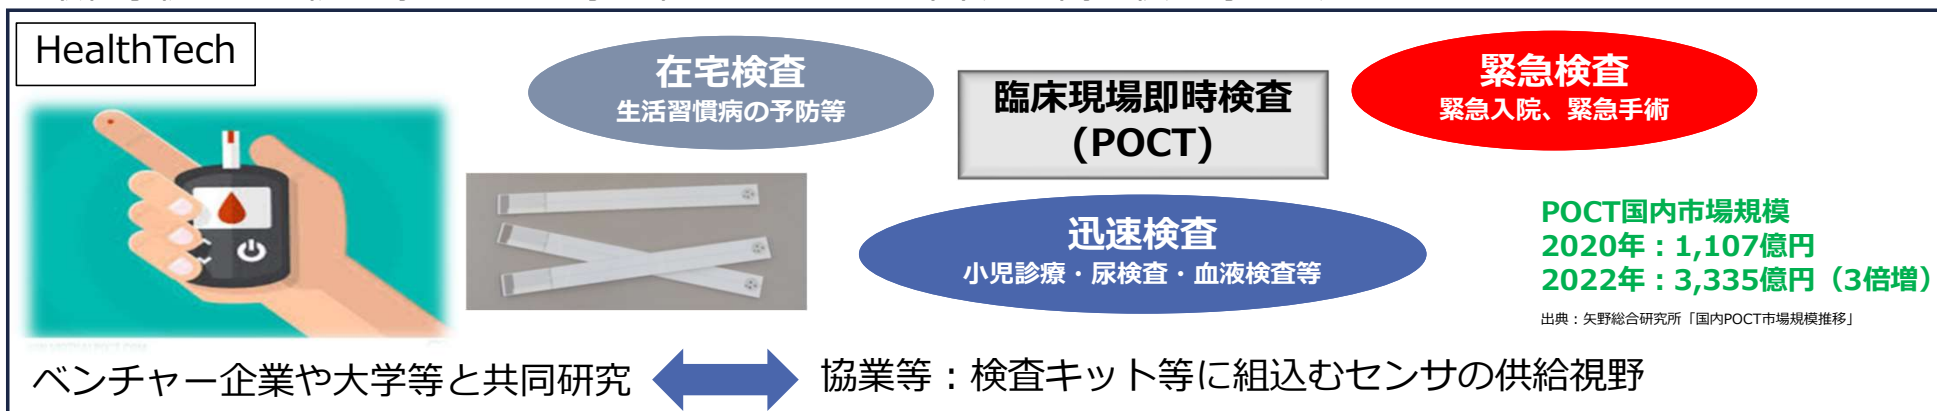 HealthTech
在宅検査
生活習慣病の予防等
臨床現場即時検査
(POCT)
緊急検査
緊急入院、緊急手術
迅速検査
小児診療・尿検査・血液検査等
POCT国内市場規模
2020年：1,107億円
2022年：3,335億円（3倍増）
出典：矢野総合研究所「国内POCT市場規模推移」
ベンチャー企業や大学等と共同研究
協業等：検査キット等に組込むセンサの供給視野